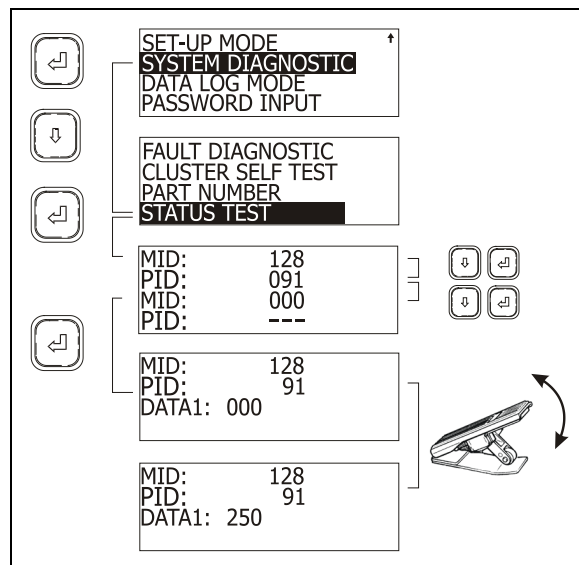 SET-UP MODE
SYSTEM DIAGNOSTIC
DATA LOG MODE
PASSWORD INPUT
FAULT DIAGNOSTIC
CLUSTER SELF TEST
PART NUMBER
STATUS TEST
MID: 128
PID: 091
MID: 000
PID: ---
MID: 128
PID: 91
DATA1: 000
MID: 128
PID: 91
DATA1: 250